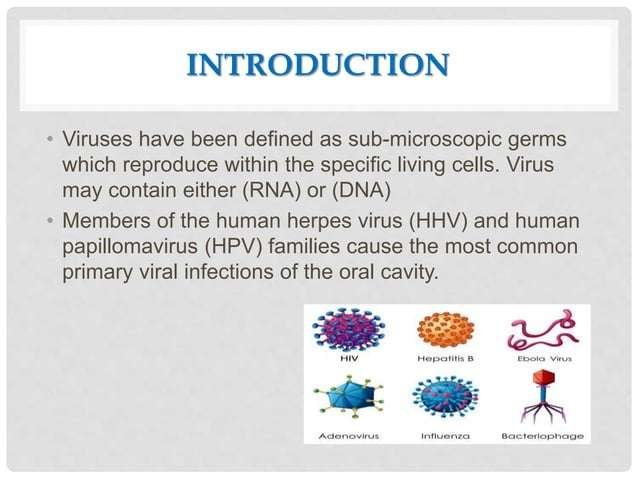 INTRODUCTION
• Viruses have been defined as sub-microscopic germs
which reproduce within the specific living cells. Virus
may contain either (RNA) or (DNA)
• Members of the human herpes virus (HHV) and human
papillomavirus (HPV) families cause the most common
primary viral infections of the oral cavity.
HIV Hepatitis B Ebola Virus
Adenovirus Influenza Bacteriophage